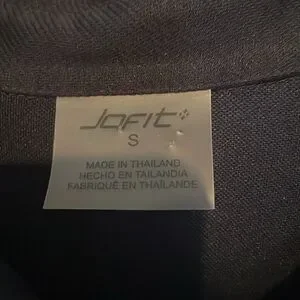 Jofit
S
MADE IN THAILAND
HECHO EN TAILANDIA
FABRIQUÉ EN THAÏLANDE